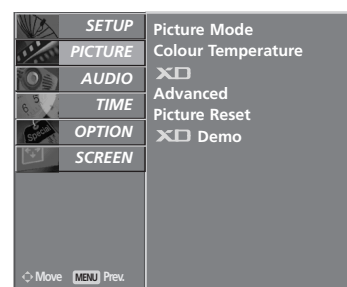 SETUP
PICTURE
AUDIO
TIME
OPTION
Special
SCREEN
Move MENU Prev.
Picture Mode
Colour Temperature
XD
Advanced
Picture Reset
XD Demo